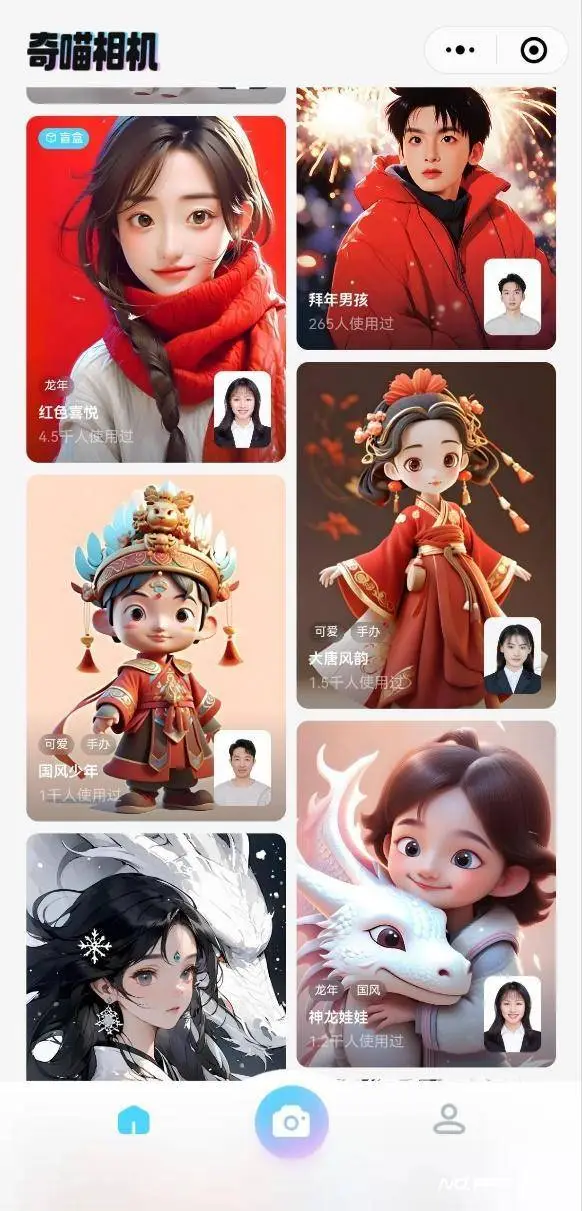 奇喵相机
盲盒
龙年
红色喜悦
4.5千人使用过
拜年男孩
265人使用过
可爱 手办
大唐风韵
1.5千人使用过
可爱 手办
国风少年
1千人使用过
龙年 国风
神龙娃娃
1.2千人使用过